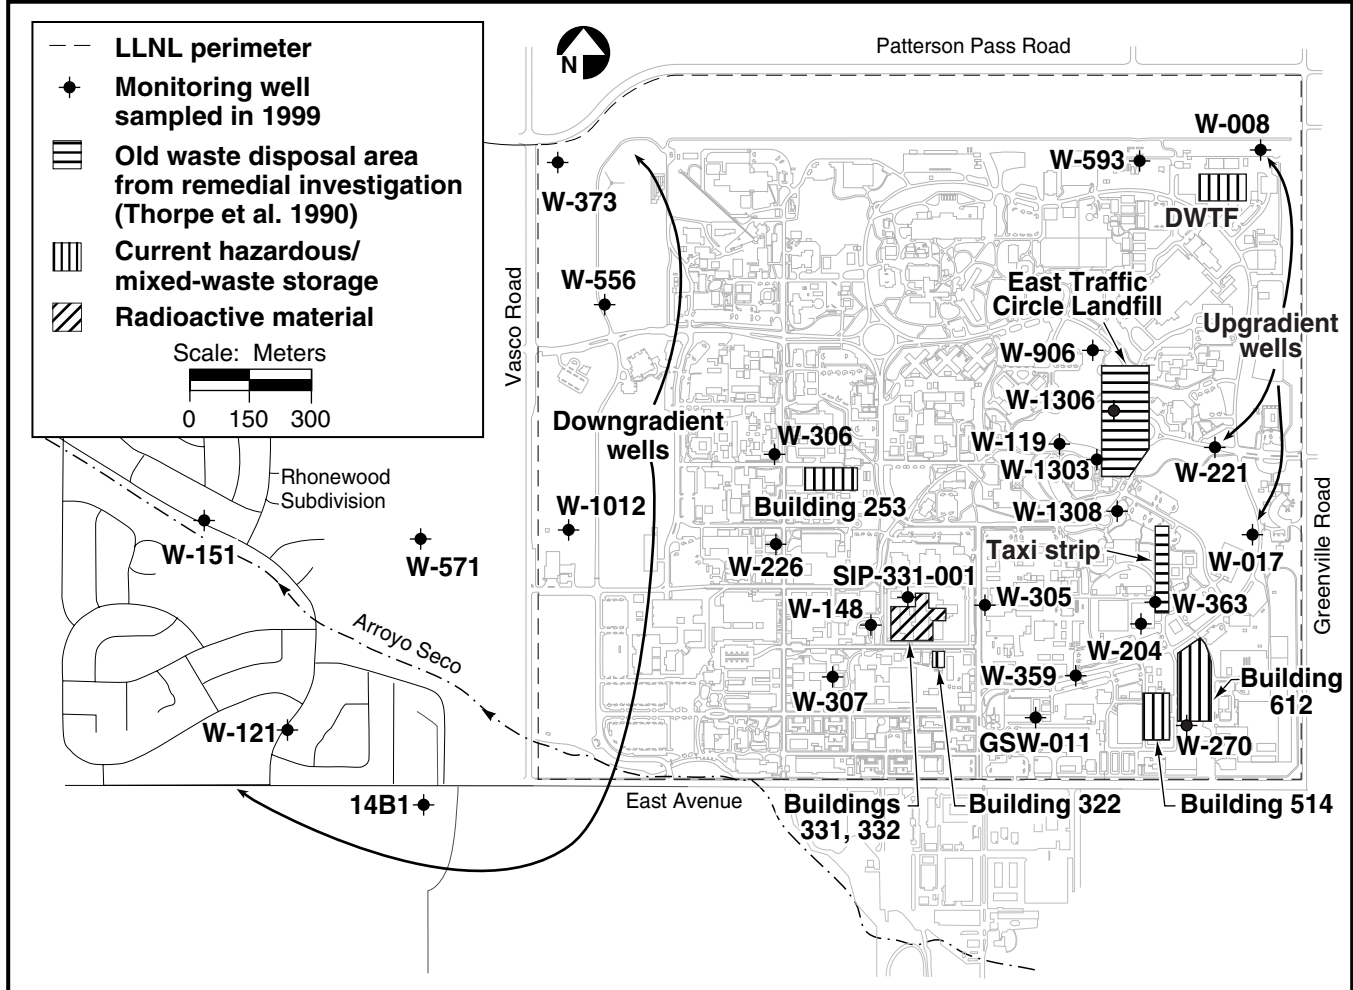 LLNL perimeter
Monitoring well
sampled in 1999
Old waste disposal area
from remedial investigation
(Thorpe et al. 1990)
Current hazardous/
mixed-waste storage
Radioactive material
Scale: Meters
0 150 300
N
Patterson Pass Road
W-008
W-593
W-373
DWTF
Vasco Road
W-556
East Traffic
Circle Landfill
Upgradient
wells
W-906
W-1306
Downgradient
wells
W-306
W-119
W-1303
W-221
Rhonewood
Subdivision
Building 253
W-1012
W-1308
Greenville Road
W-151
W-571
W-226
Taxi strip
W-017
SIP-331-001
W-148
W-305
W-363
Arroyo Seco
W-204
W-359
Building
612
W-307
W-121
GSW-011
W-270
14B1
East Avenue
Buildings
331, 332
Building 322
Building 514